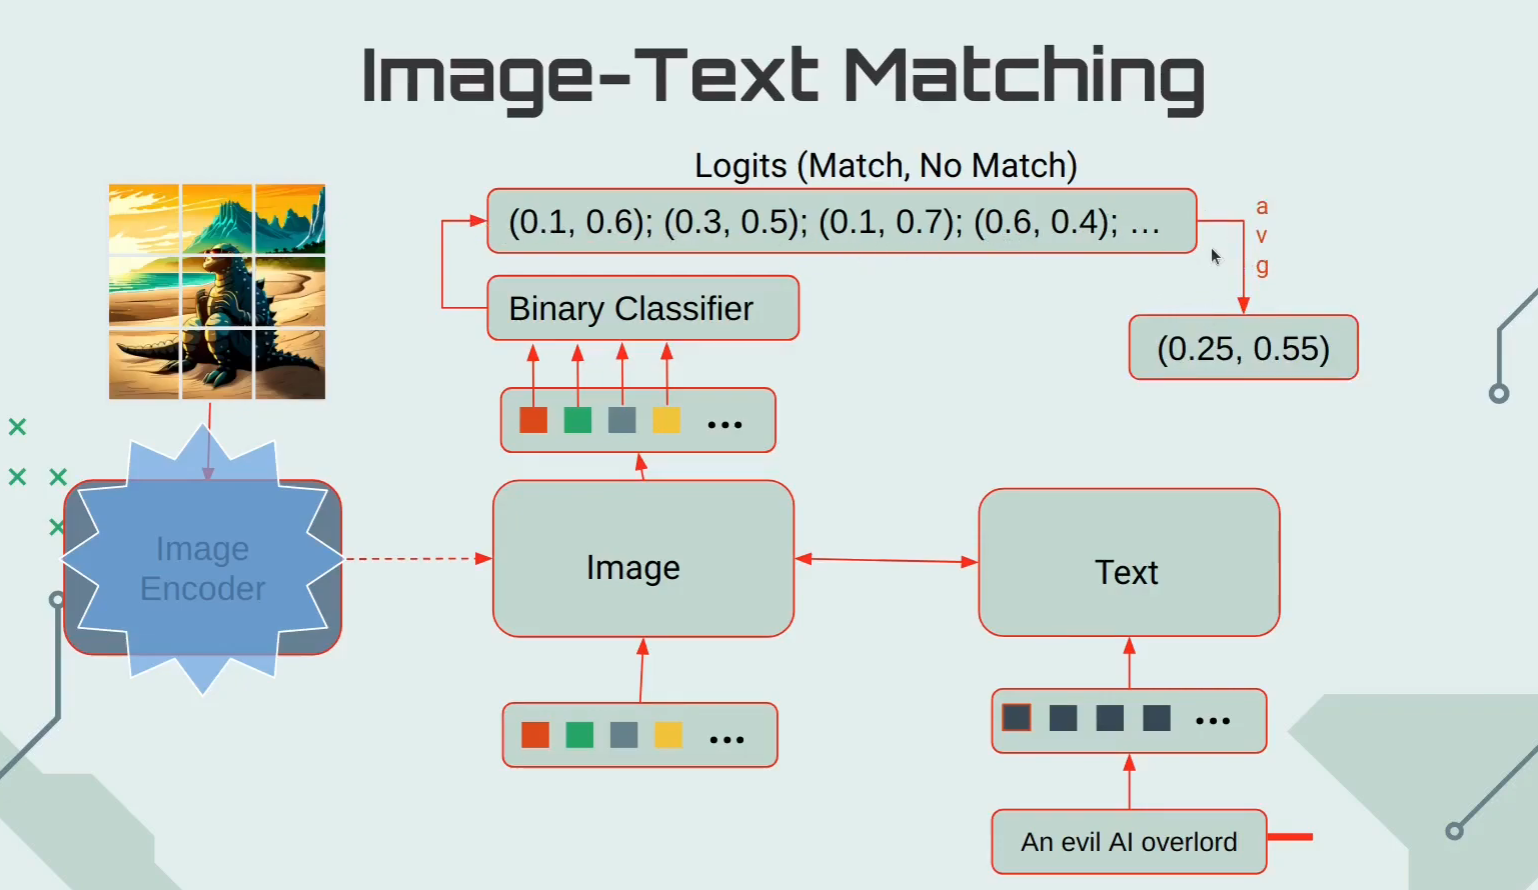 Image-Text Matching
Logits (Match, No Match)
(0.1, 0.6); (0.3, 0.5); (0.1, 0.7); (0.6, 0.4); ...
a
v
g
Binary Classifier
(0.25, 0.55)
...
Image
Encoder
Image
Text
...
...
An evil AI overlord